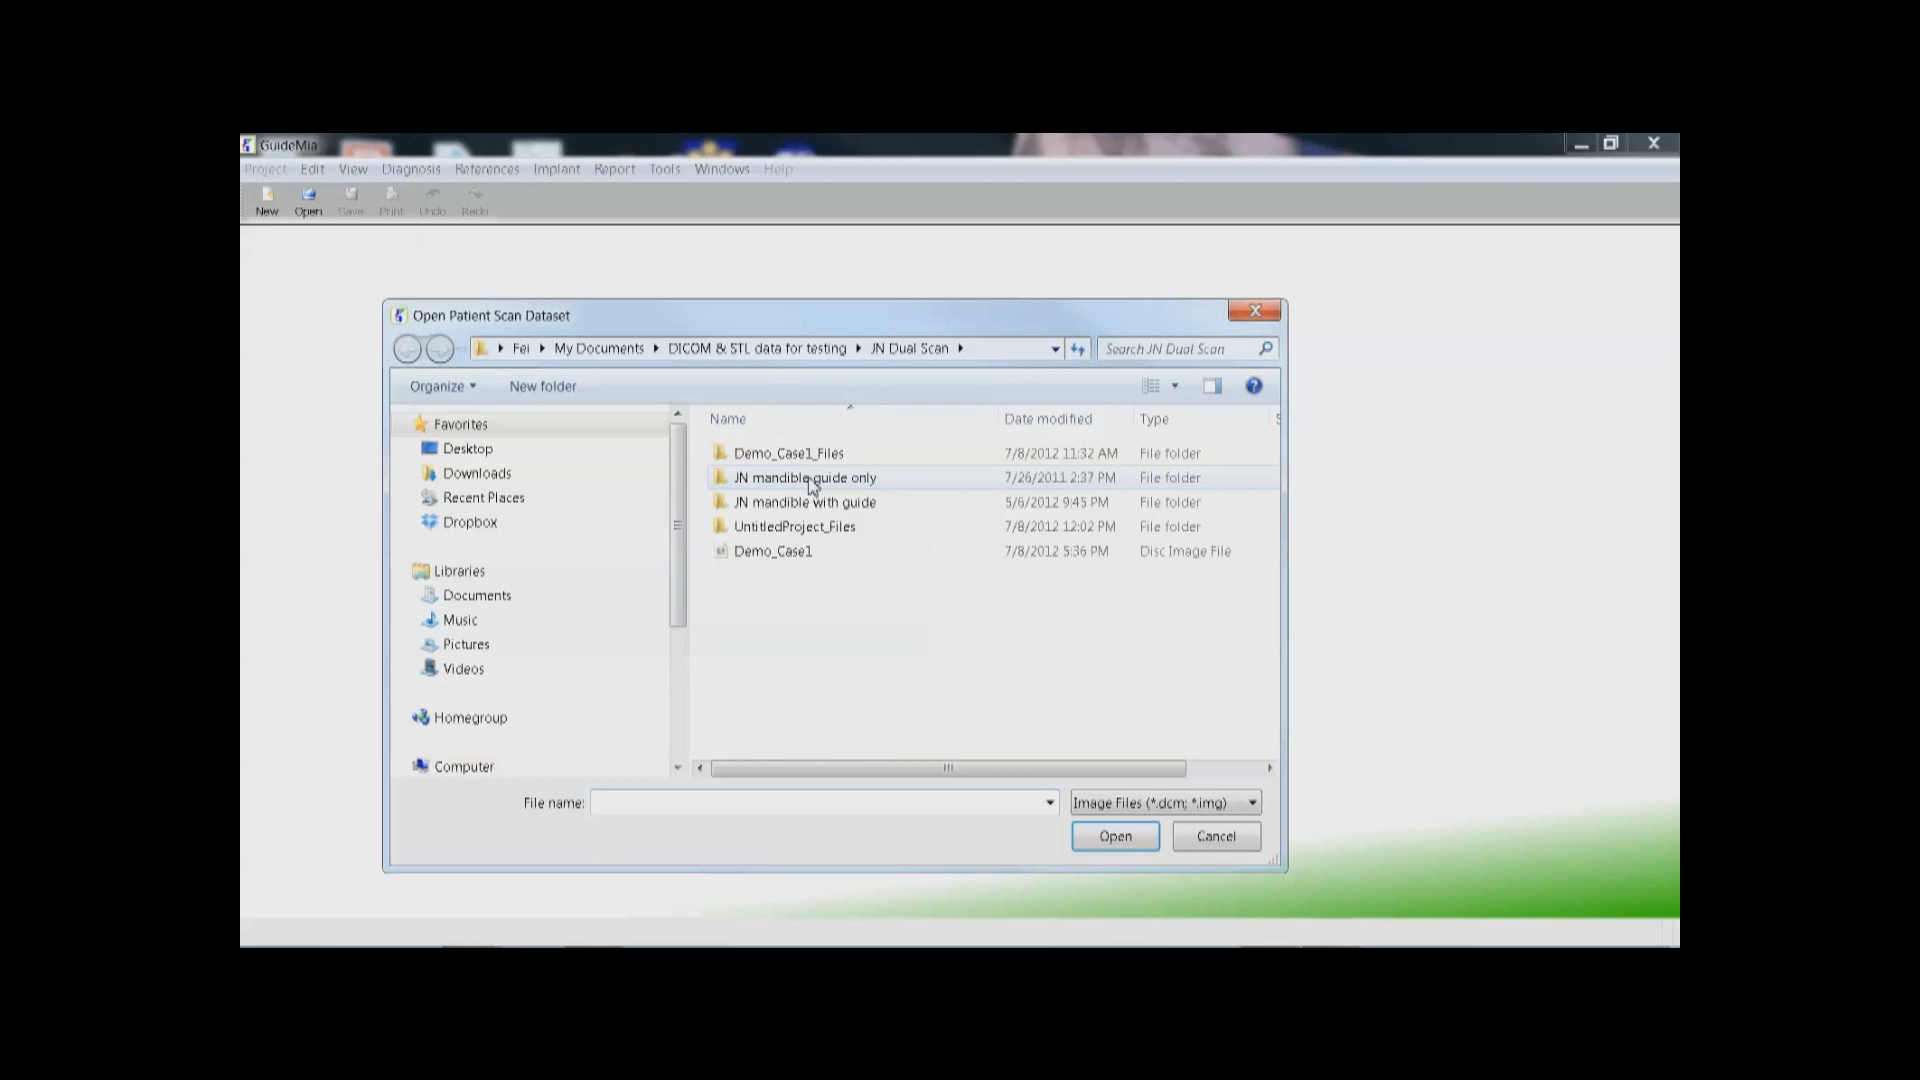 GuideMia
Project Edit View Diagnosis References Implant Report Tools Windows Help
New Open Save Print Undo Redo
Open Patient Scan Dataset
Fei My Documents DICOM & STL data for testing JN Dual Scan Search JN Dual Scan
Organize New folder
Name Date modified Type S
Favorites
Desktop
Downloads
Recent Places
Dropbox
Libraries
Documents
Music
Pictures
Videos
Homegroup
Computer
Demo_Case1_Files 7/8/2012 11:32 AM File folder
JN mandible guide only 7/26/2011 2:37 PM File folder
JN mandible with guide 5/6/2012 9:45 PM File folder
UntitledProject_Files 7/8/2012 12:02 PM File folder
Demo_Case1 7/8/2012 5:36 PM Disc Image File
File name: Image Files (*.dcm; *.img)
Open Cancel